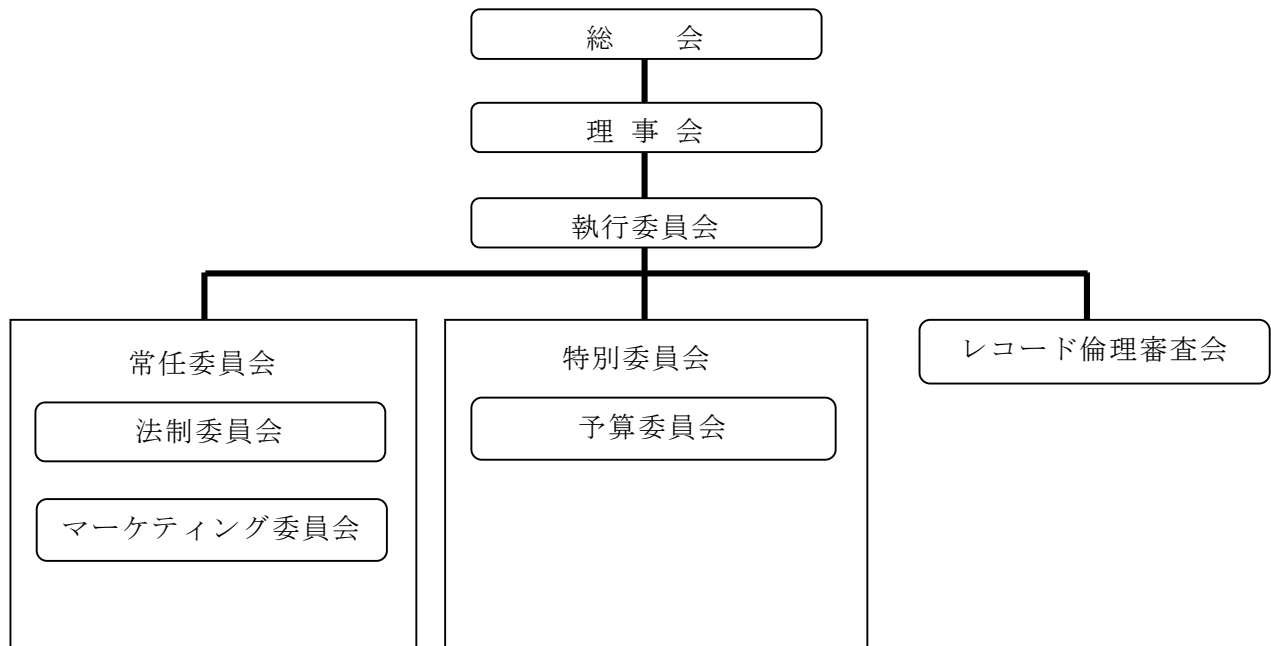 総　　会
理 事 会
執行委員会
常任委員会
法制委員会
マーケティング委員会
特別委員会
予算委員会
レコード倫理審査会